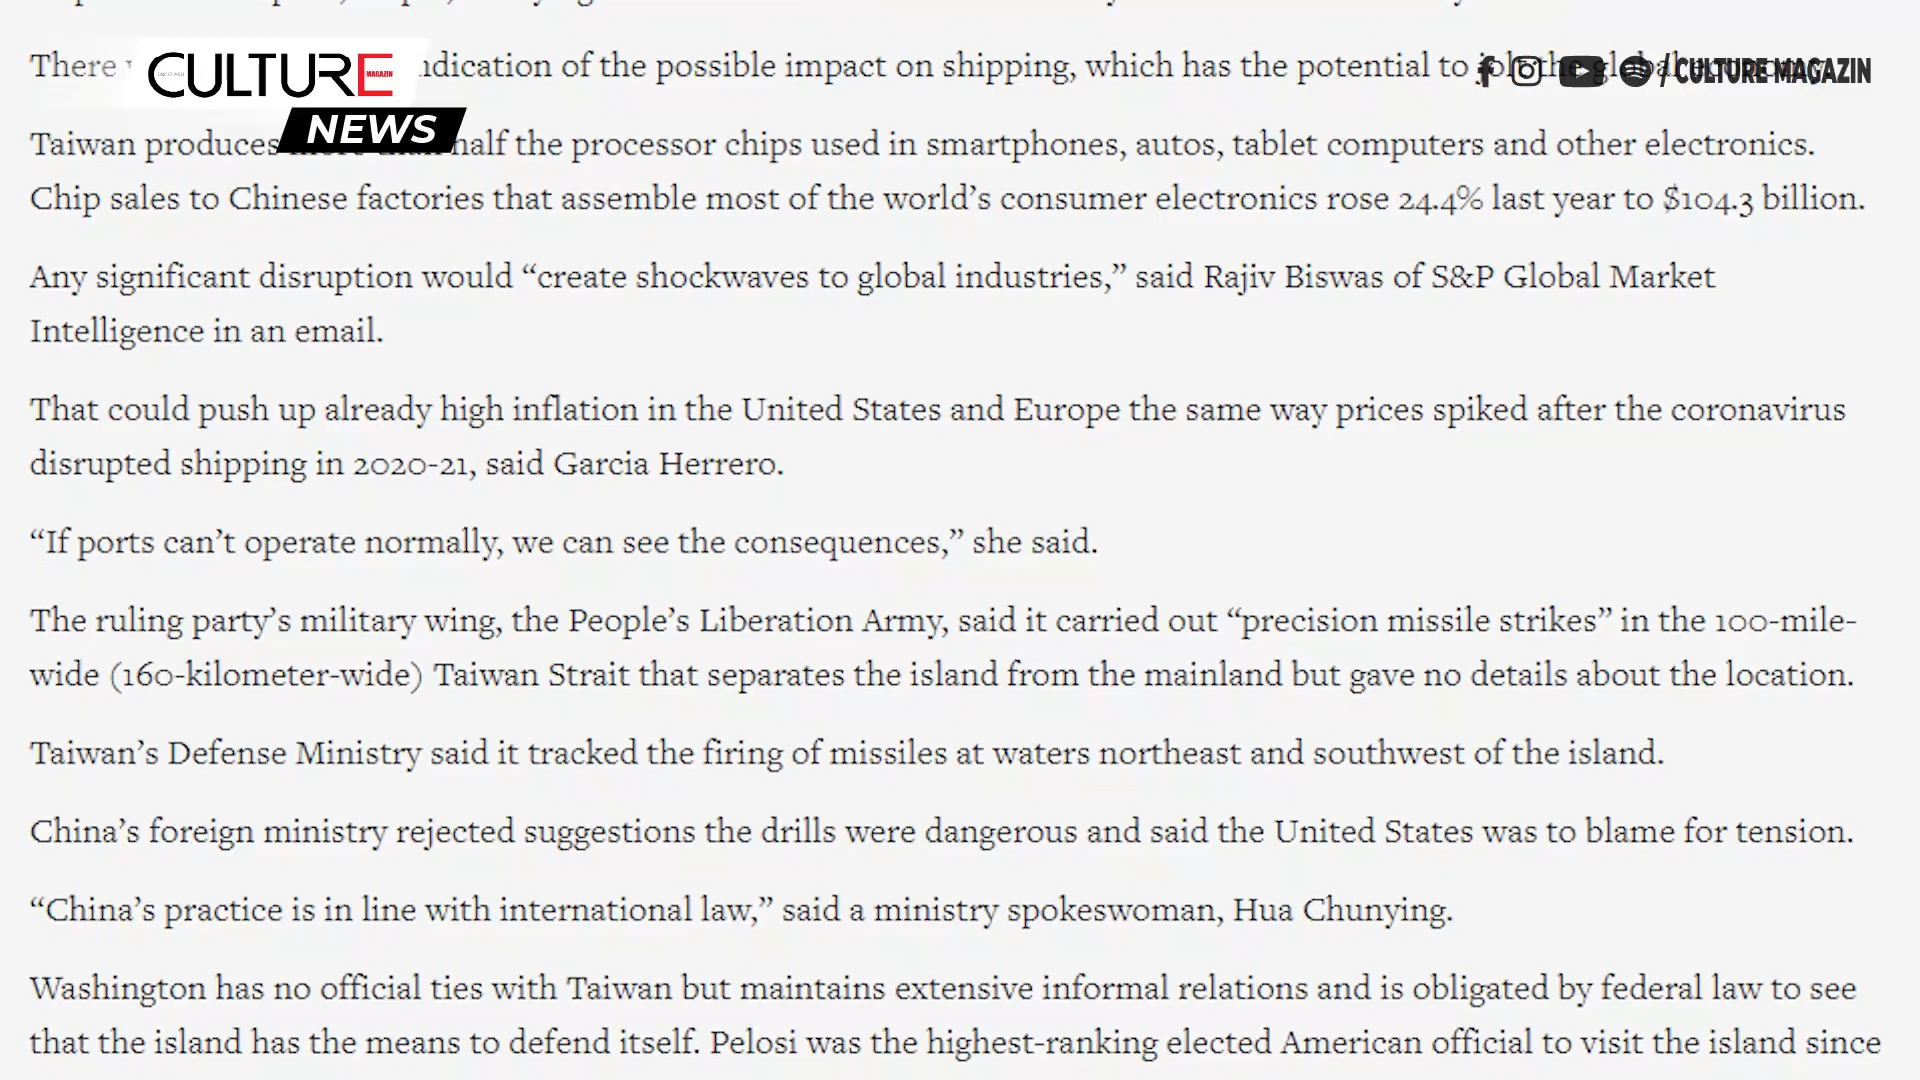 There
CULTURE
MAGAZIN
NEWS
indication of the possible impact on shipping, which has the potential to jolt the global
/ CULTURE MAGAZIN
Taiwan produces more than half the processor chips used in smartphones, autos, tablet computers and other electronics.
Chip sales to Chinese factories that assemble most of the world’s consumer electronics rose 24.4% last year to $104.3 billion.
Any significant disruption would “create shockwaves to global industries,” said Rajiv Biswas of S&P Global Market
Intelligence in an email.
That could push up already high inflation in the United States and Europe the same way prices spiked after the coronavirus
disrupted shipping in 2020-21, said Garcia Herrero.
“If ports can’t operate normally, we can see the consequences,” she said.
The ruling party’s military wing, the People’s Liberation Army, said it carried out “precision missile strikes” in the 100-mile-
wide (160-kilometer-wide) Taiwan Strait that separates the island from the mainland but gave no details about the location.
Taiwan’s Defense Ministry said it tracked the firing of missiles at waters northeast and southwest of the island.
China’s foreign ministry rejected suggestions the drills were dangerous and said the United States was to blame for tension.
“China’s practice is in line with international law,” said a ministry spokeswoman, Hua Chunying.
Washington has no official ties with Taiwan but maintains extensive informal relations and is obligated by federal law to see
that the island has the means to defend itself. Pelosi was the highest-ranking elected American official to visit the island since